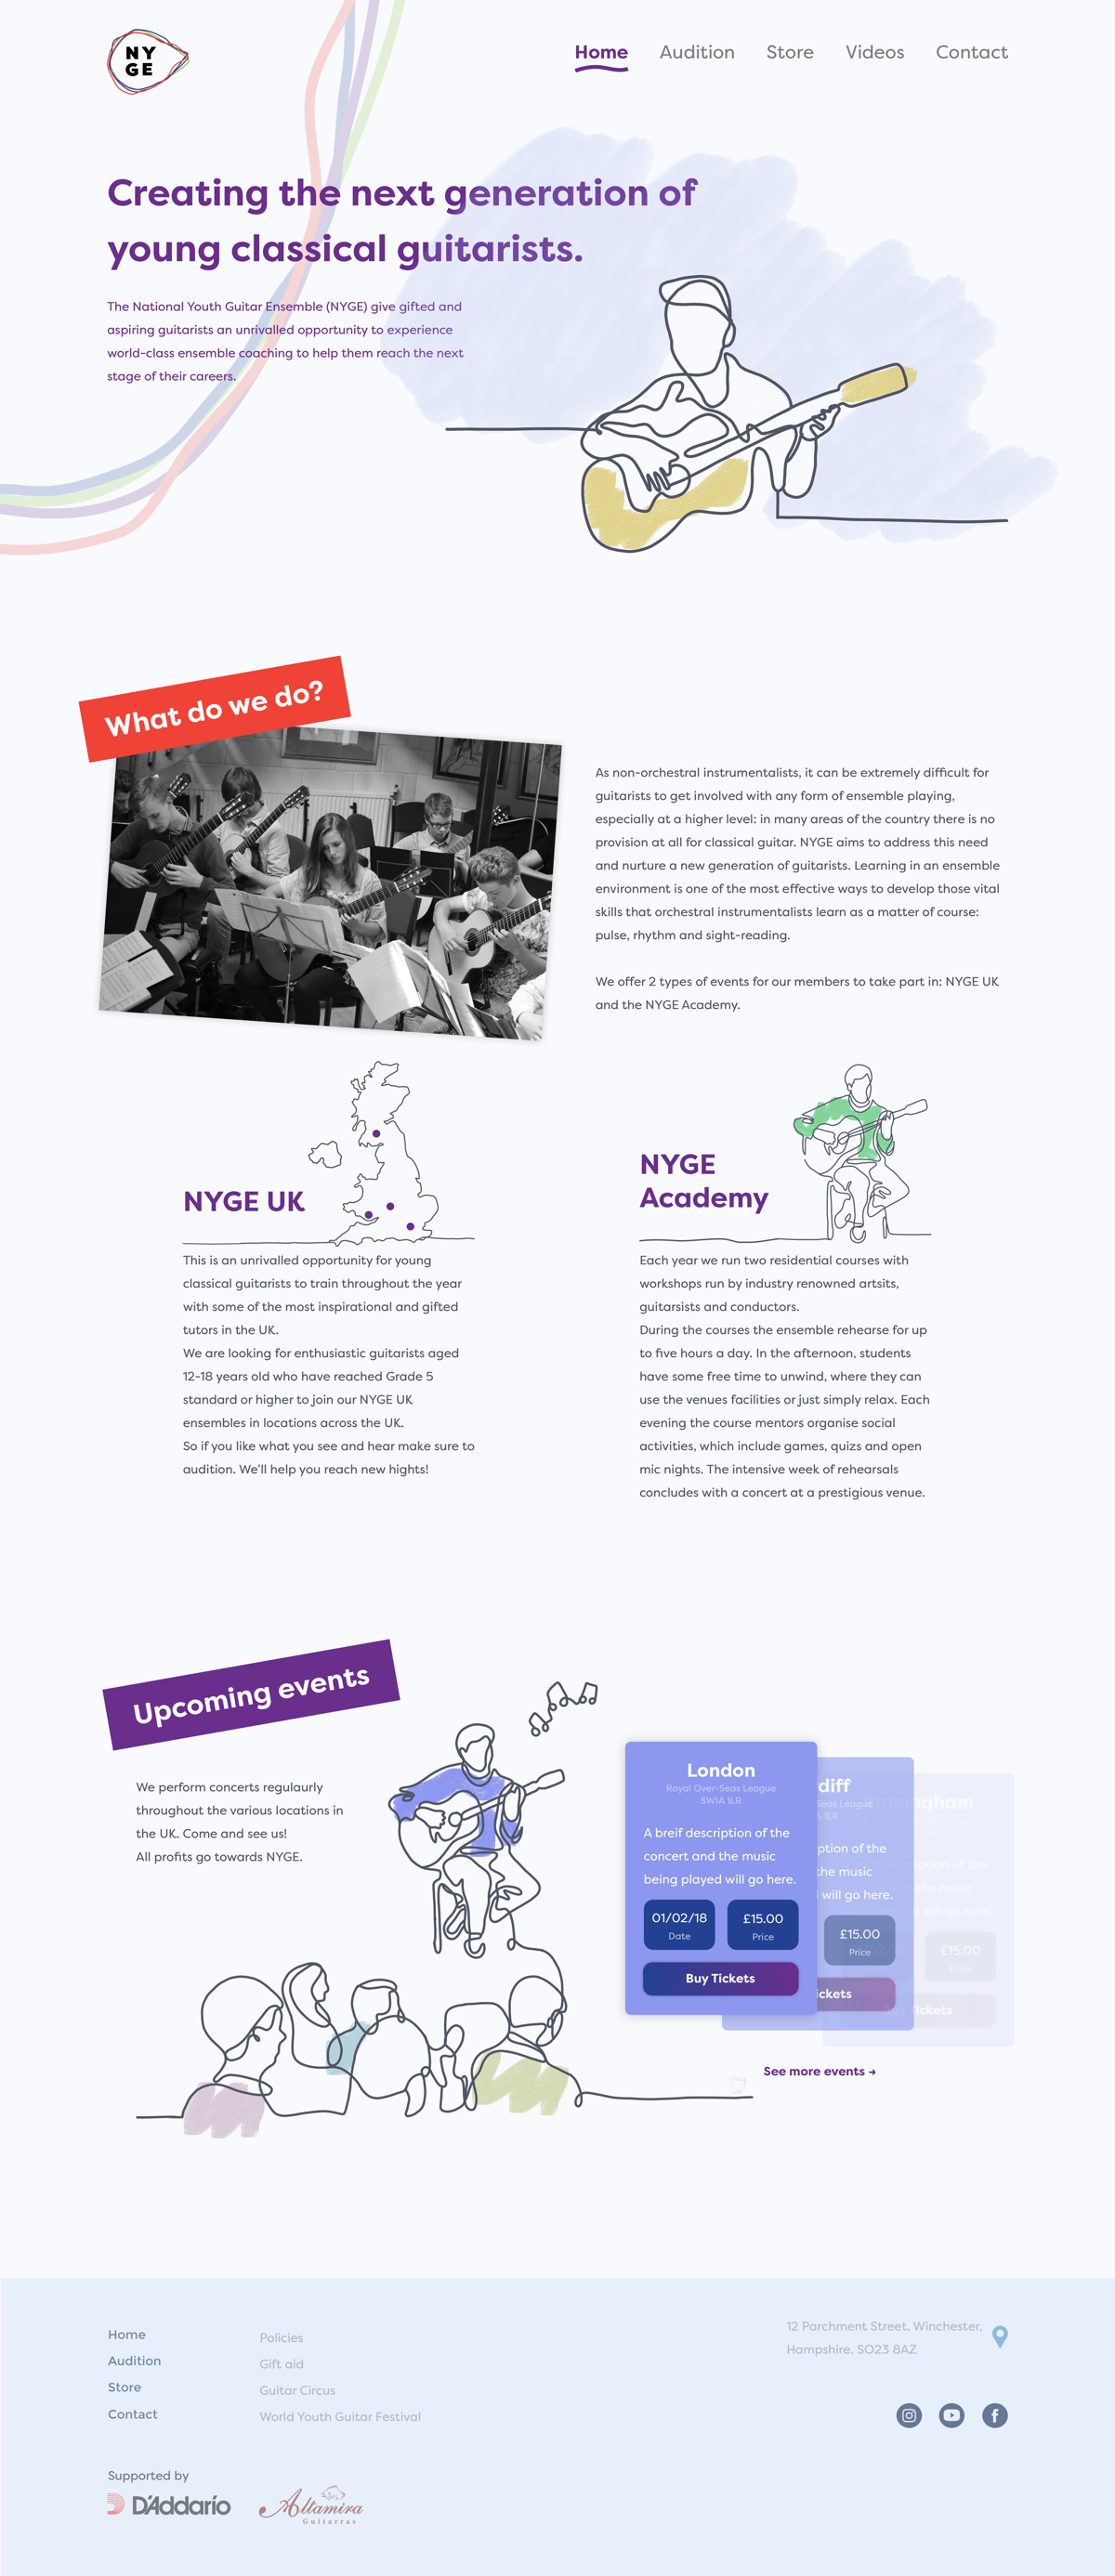 NY
GE
Home Audition Store Videos Contact
Creating the next generation of
young classical guitarists.
The National Youth Guitar Ensemble (NYGE) give gifted and
aspiring guitarists an unrivalled opportunity to experience
world-class ensemble coaching to help them reach the next
stage of their careers.
What do we do?
As non-orchestral instrumentalists, it can be extremely difficult for
guitarists to get involved with any form of ensemble playing,
especially at a higher level: in many areas of the country there is no
provision at all for classical guitar. NYGE aims to address this need
and nurture a new generation of guitarists. Learning in an ensemble
environment is one of the most effective ways to develop those vital
skills that orchestral instrumentalists learn as a matter of course:
pulse, rhythm and sight-reading.
We offer 2 types of events for our members to take part in: NYGE UK
and the NYGE Academy.
NYGE UK
This is an unrivalled opportunity for young
classical guitarists to train throughout the year
with some of the most inspirational and gifted
tutors in the UK.
We are looking for enthusiastic guitarists aged
12-18 years old who have reached Grade 5
standard or higher to join our NYGE UK
ensembles in locations across the UK.
So if you like what you see and hear make sure to
audition. We'll help you reach new hights!
NYGE
Academy
Each year we run two residential courses with
workshops run by industry renowned artsits,
guitarsists and conductors.
During the courses the ensemble rehearse for up
to five hours a day. In the afternoon, students
have some free time to unwind, where they can
use the venues facilities or just simply relax. Each
evening the course mentors organise social
activities, which include games, quizs and open
mic nights. The intensive week of rehearsals
concludes with a concert at a prestigious venue.
Upcoming events
We perform concerts regulaurly
throughout the various locations in
the UK. Come and see us!
All profits go towards NYGE.
London
Royal Over-Seas League
SW1A 1LR
A breif description of the
concert and the music
being played will go here.
01/02/18
Date
£15.00
Price
Buy Tickets
diff
Seas League
1LR
ption of the
the music
will go here.
£15.00
Price
ickets
mingham
ption of the
the music
will go here.
£15.00
Price
Tickets
See more events →
Home
Audition
Store
Contact
Policies
Gift aid
Guitar Circus
World Youth Guitar Festival
12 Parchment Street, Winchester,
Hampshire, SO23 8AZ
Supported by
D'Addario
Altamira
Guitarras